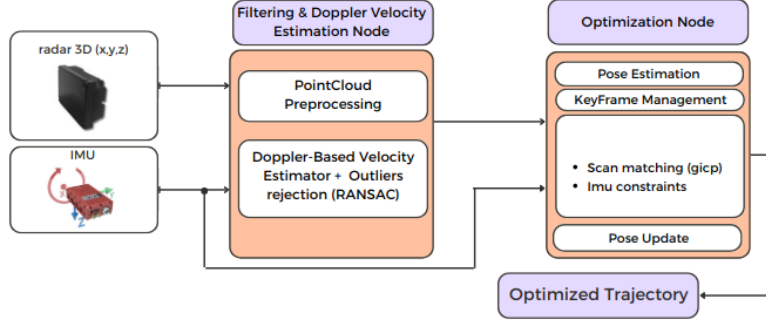 Filtering & Doppler Velocity
Estimation Node
Optimization Node
radar 3D (x,y,z)
PointCloud
Preprocessing
Pose Estimation
KeyFrame Management
IMU
Doppler-Based Velocity
Estimator + Outliers
rejection (RANSAC)
• Scan matching (gicp)
• Imu constraints
Z
Pose Update
Optimized Trajectory